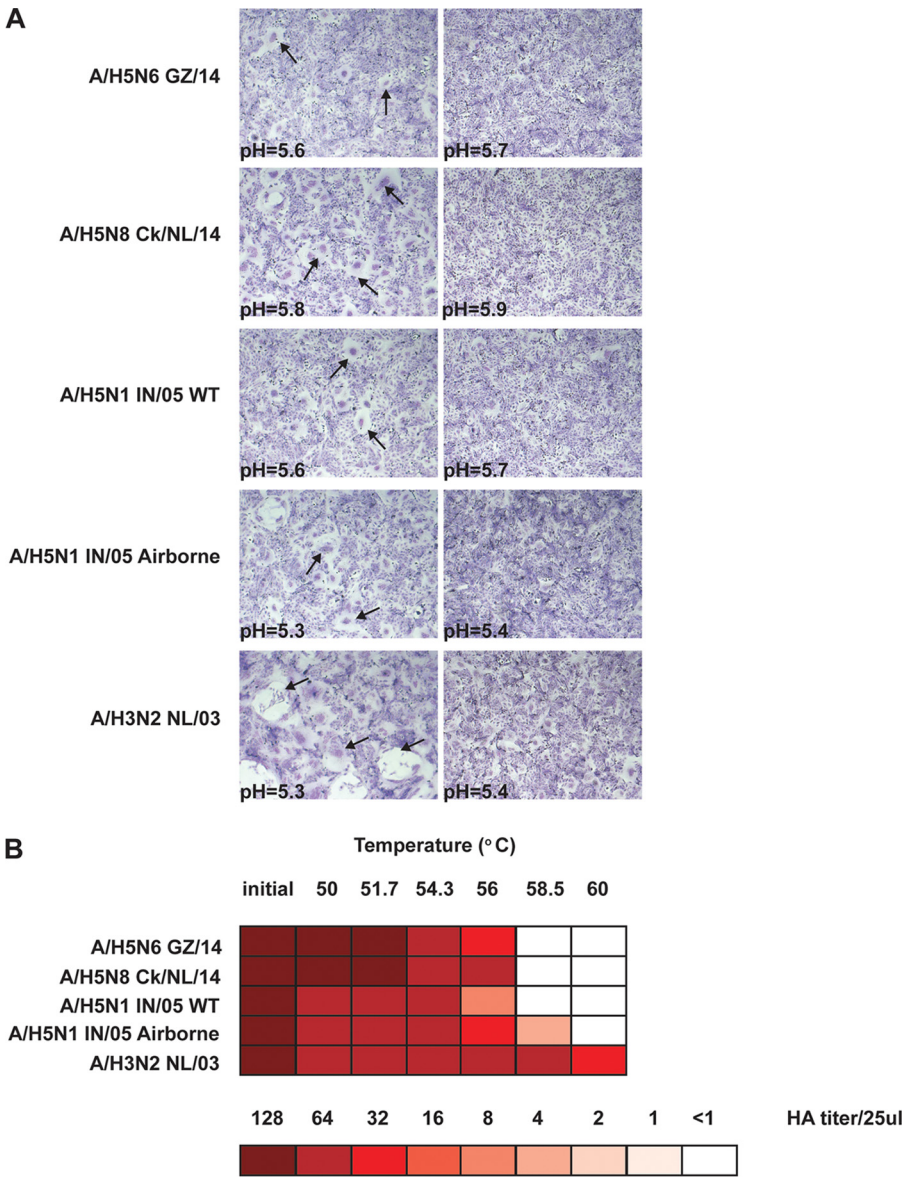 A
A/H5N6 GZ/14
pH=5.6
pH=5.7
A/H5N8 Ck/NL/14
pH=5.8
pH=5.9
A/H5N1 IN/05 WT
pH=5.6
pH=5.7
A/H5N1 IN/05 Airborne
pH=5.3
pH=5.4
A/H3N2 NL/03
pH=5.3
pH=5.4
B
Temperature (°C)
initial 50 51.7 54.3 56 58.5 60
A/H5N6 GZ/14
A/H5N8 Ck/NL/14
A/H5N1 IN/05 WT
A/H5N1 IN/05 Airborne
A/H3N2 NL/03
128 64 32 16 8 4 2 1 <1 HA titer/25ul